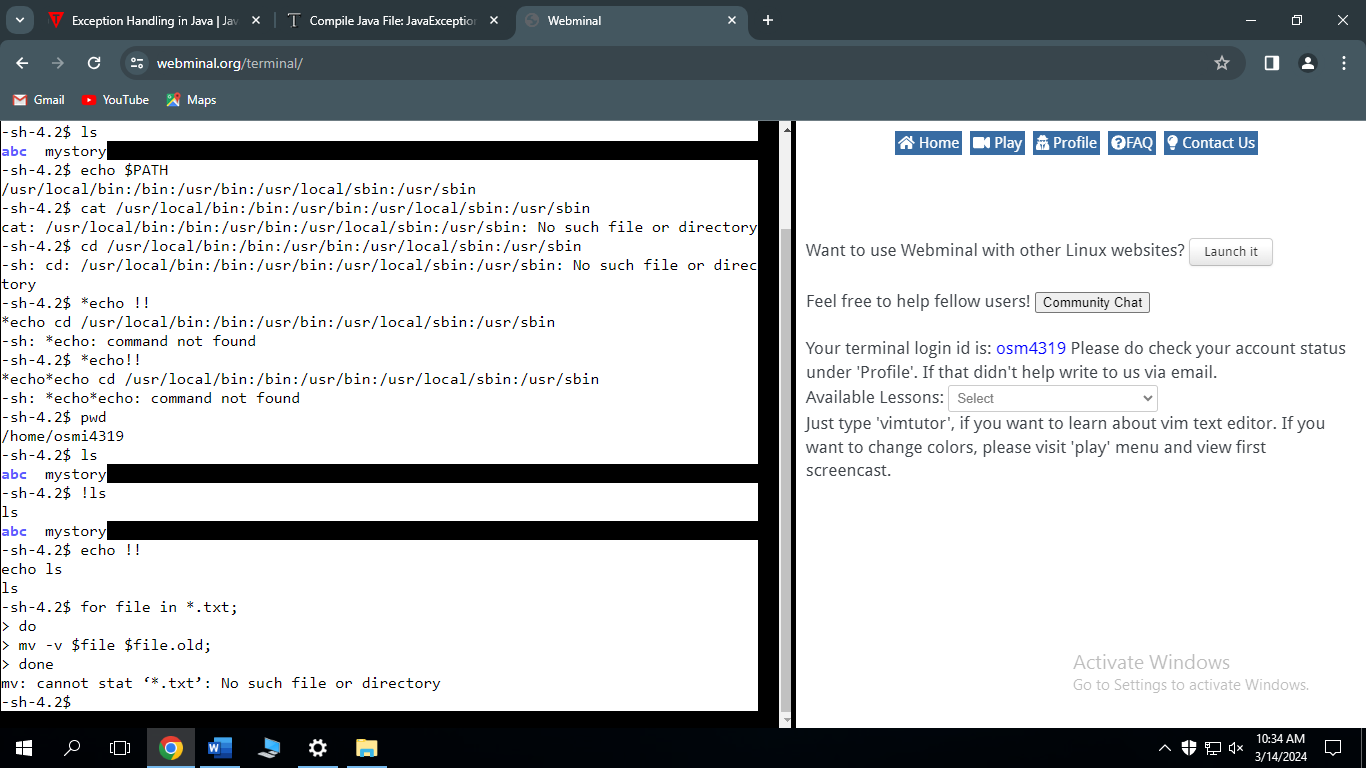 Exception Handling in Java | Jav
Compile Java File: JavaException
Webminal
webminal.org/terminal/
Gmail
YouTube
Maps
-sh-4.2$ ls
abc  mystory
-sh-4.2$ echo $PATH
/usr/local/bin:/bin:/usr/bin:/usr/local/sbin:/usr/sbin
-sh-4.2$ cat /usr/local/bin:/bin:/usr/bin:/usr/local/sbin:/usr/sbin
cat: /usr/local/bin:/bin:/usr/bin:/usr/local/sbin:/usr/sbin: No such file or directory
-sh-4.2$ cd /usr/local/bin:/bin:/usr/bin:/usr/local/sbin:/usr/sbin
-sh: cd: /usr/local/bin:/bin:/usr/bin:/usr/local/sbin:/usr/sbin: No such file or direc
tory
-sh-4.2$ *echo !!
*echo cd /usr/local/bin:/bin:/usr/bin:/usr/local/sbin:/usr/sbin
-sh: *echo: command not found
-sh-4.2$ *echo!!
*echo*echo cd /usr/local/bin:/bin:/usr/bin:/usr/local/sbin:/usr/sbin
-sh: *echo*echo: command not found
-sh-4.2$ pwd
/home/osmi4319
-sh-4.2$ ls
abc  mystory
-sh-4.2$ !ls
ls
abc  mystory
-sh-4.2$ echo !!
echo ls
ls
-sh-4.2$ for file in *.txt;
> do
> mv -v $file $file.old;
> done
mv: cannot stat ‘*.txt’: No such file or directory
-sh-4.2$
Home
Play
Profile
FAQ
Contact Us
Want to use Webminal with other Linux websites? Launch it
Feel free to help fellow users! Community Chat
Your terminal login id is: osm4319 Please do check your account status
under 'Profile'. If that didn't help write to us via email.
Available Lessons: Select
Just type 'vimtutor', if you want to learn about vim text editor. If you
want to change colors, please visit 'play' menu and view first
screencast.
Activate Windows
Go to Settings to activate Windows.
10:34 AM
3/14/2024